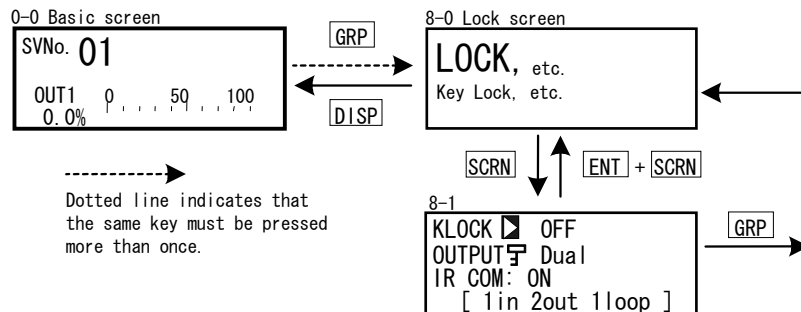 0-0 Basic screen
SVNo. 01
OUT1 0 50 100
0.0%
GRP
DISP
8-0 Lock screen
LOCK, etc.
Key Lock, etc.
Dotted line indicates that
the same key must be pressed
more than once.
SCRN
ENT + SCRN
8-1
KLOCK OFF
OUTPUT Dual
IR COM: ON
[ 1in 2out 1loop ]
GRP